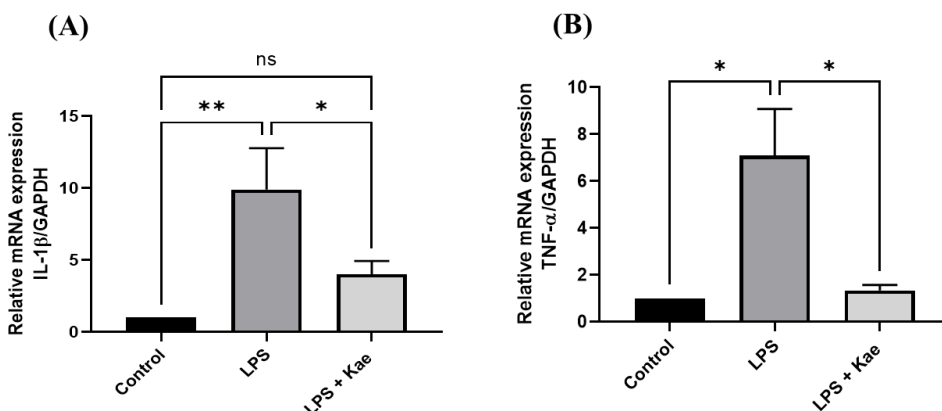 (A)
ns
**
*
Relative mRNA expression
IL-1β/GAPDH
15
10
5
0
Control
LPS
LPS + Kae
(B)
*
*
Relative mRNA expression
TNF-α/GAPDH
10
8
6
4
2
0
Control
LPS
LPS + Kae